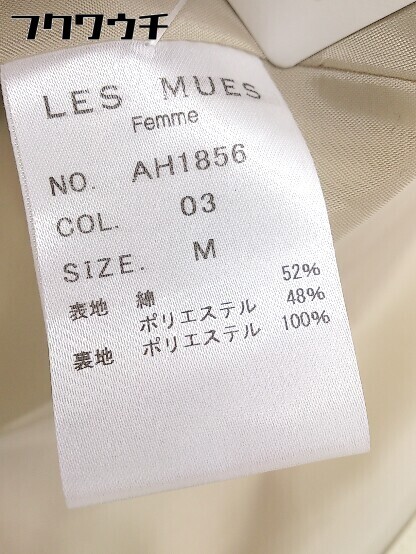 フクワウチ
LES MUES
Femme
NO. AH1856
COL. 03
SIZE. M
表地 綿 52%
ポリエステル 48%
裏地 ポリエステル 100%